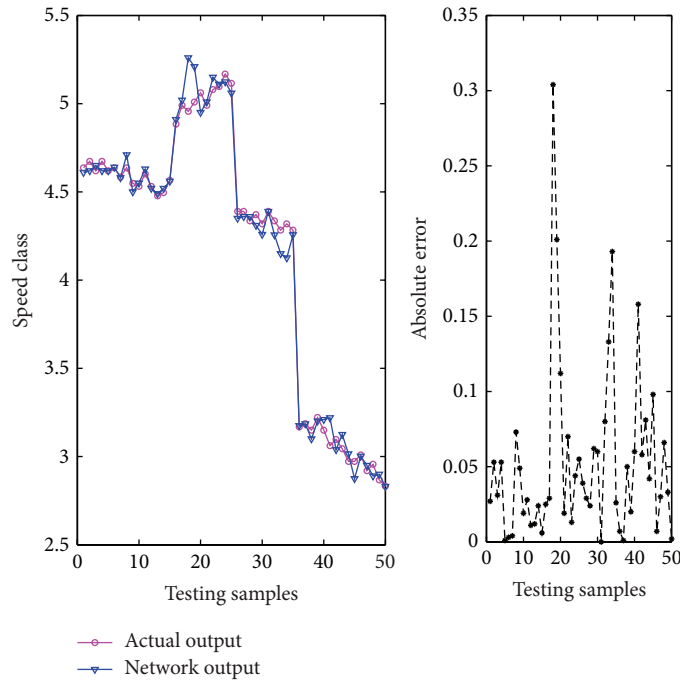 5.5
5
4.5
4
3.5
3
2.5
Speed class
0 10 20 30 40 50
Testing samples
Actual output
Network output
0.35
0.3
0.25
0.2
0.15
0.1
0.05
0
Absolute error
0 10 20 30 40 50
Testing samples